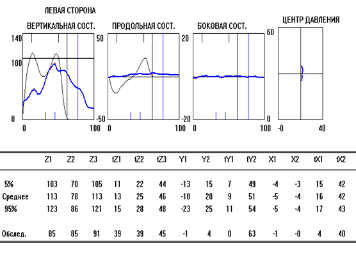 ЛЕВАЯ СТОРОНА
ВЕРТИКАЛЬНАЯ СОСТ. ПРОДОЛЬНАЯ СОСТ. БОКОВАЯ СОСТ. ЦЕНТР ДАВЛЕНИЯ
140 50 20 60
100
0 -50 -20 -0 40
0 100 0 100 0 100
Z1 Z2 Z3 tZ1 tZ2 tZ3 Y1 Y2 tY1 tY2 X1 X2 tX1 tX2
5% 103 70 105 11 22 44 -13 15 7 49 -4 -3 15 42
Среднее 113 78 113 13 25 46 -18 20 9 51 -5 -4 16 42
95% 123 86 121 15 28 48 -23 25 11 54 -5 -4 17 43
Обслед. 85 85 91 39 39 45 -1 4 0 63 -1 -0 4 40